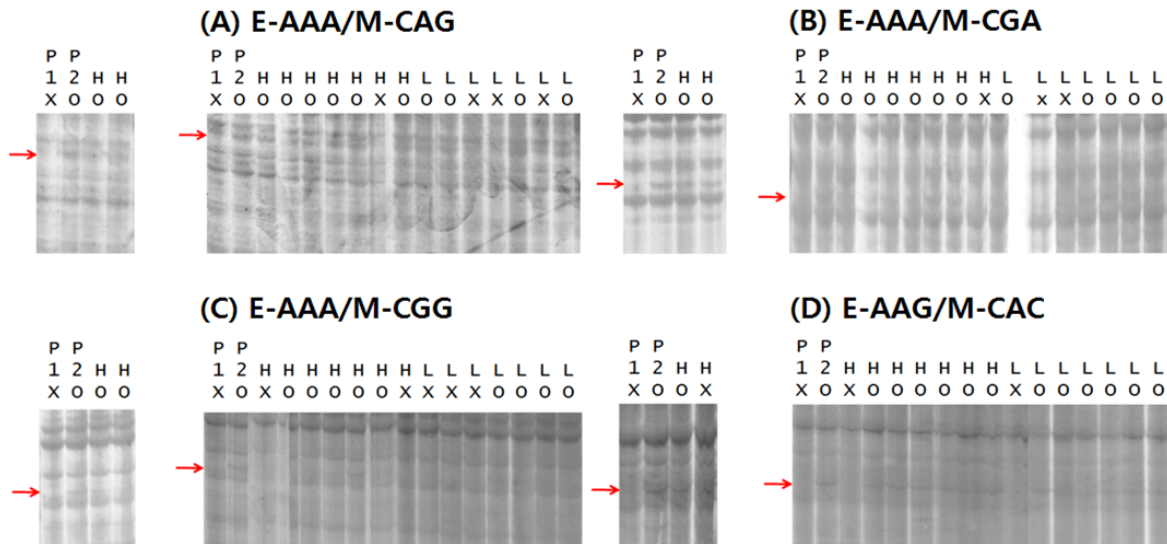 (A) E-AAA/M-CAG
P P
1 2 H H
X O O O
P P
1 2 H H H H H H H L L L L L L L
X O O O O O O X O O O X X O X O
(B) E-AAA/M-CGA
P P
1 2 H H
X O O O
P P
1 2 H H H H H H H L L L L L L L
X O O O O O O O X O x X O O O O
(C) E-AAA/M-CGG
P P
1 2 H H
X O O O
P P
1 2 H H H H H H H L L L L L L L
X O X O O O O O X X X X O O O O
(D) E-AAG/M-CAC
P P
1 2 H H
X O O X
P P
1 2 H H H H H H H L L L L L L L
X O X O O O O O O X O O O O O O